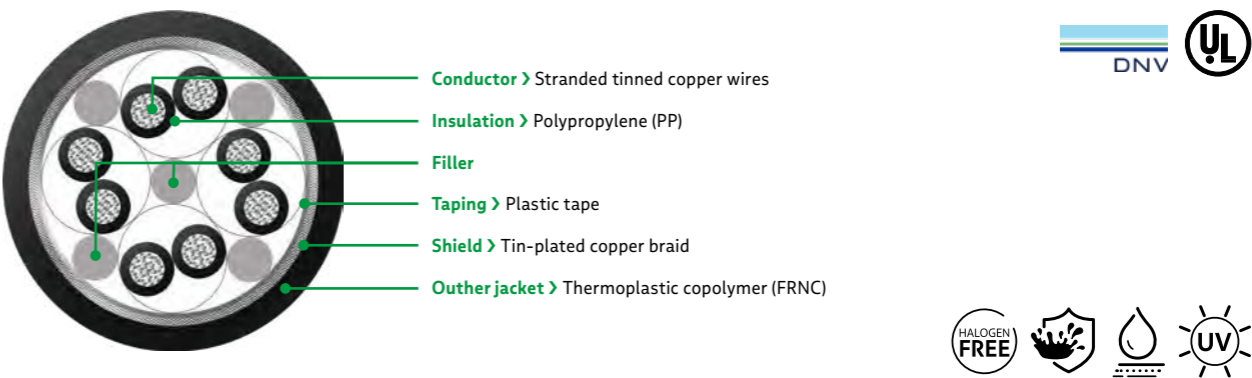 Conductor > Stranded tinned copper wires
Insulation > Polypropylene (PP)
Filler
Taping > Plastic tape
Shield > Tin-plated copper braid
Outher jacket > Thermoplastic copolymer (FRNC)
DNV
UL
HALOGEN
FREE
UV